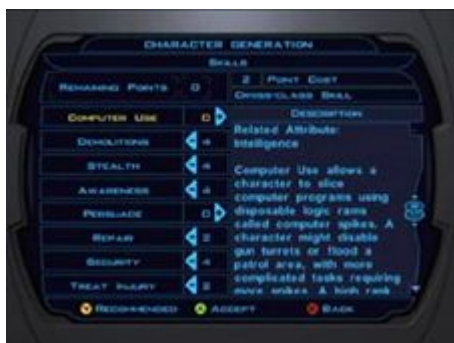 CHARACTER GENERATION
SKILLS
REMAINING POINTS 0
2 POINT COST
CROSS-CLASS SKILL
COMPUTER USE 0
DEMOLITIONS 4
STEALTH 4
AWARENESS 4
PERSUADE 0
REPAIR 2
SECURITY 4
TREAT INJURY 2
DESCRIPTION
Related Attribute:
Intelligence
Computer Use allows a
character to slice
computer programs using
disposable logic rams
called computer spikes. A
character might disable
gun turrets or flood a
patrol area, with more
complicated tasks requiring
more spikes. A high rank
Y RECOMMENDED A ACCEPT B BACK